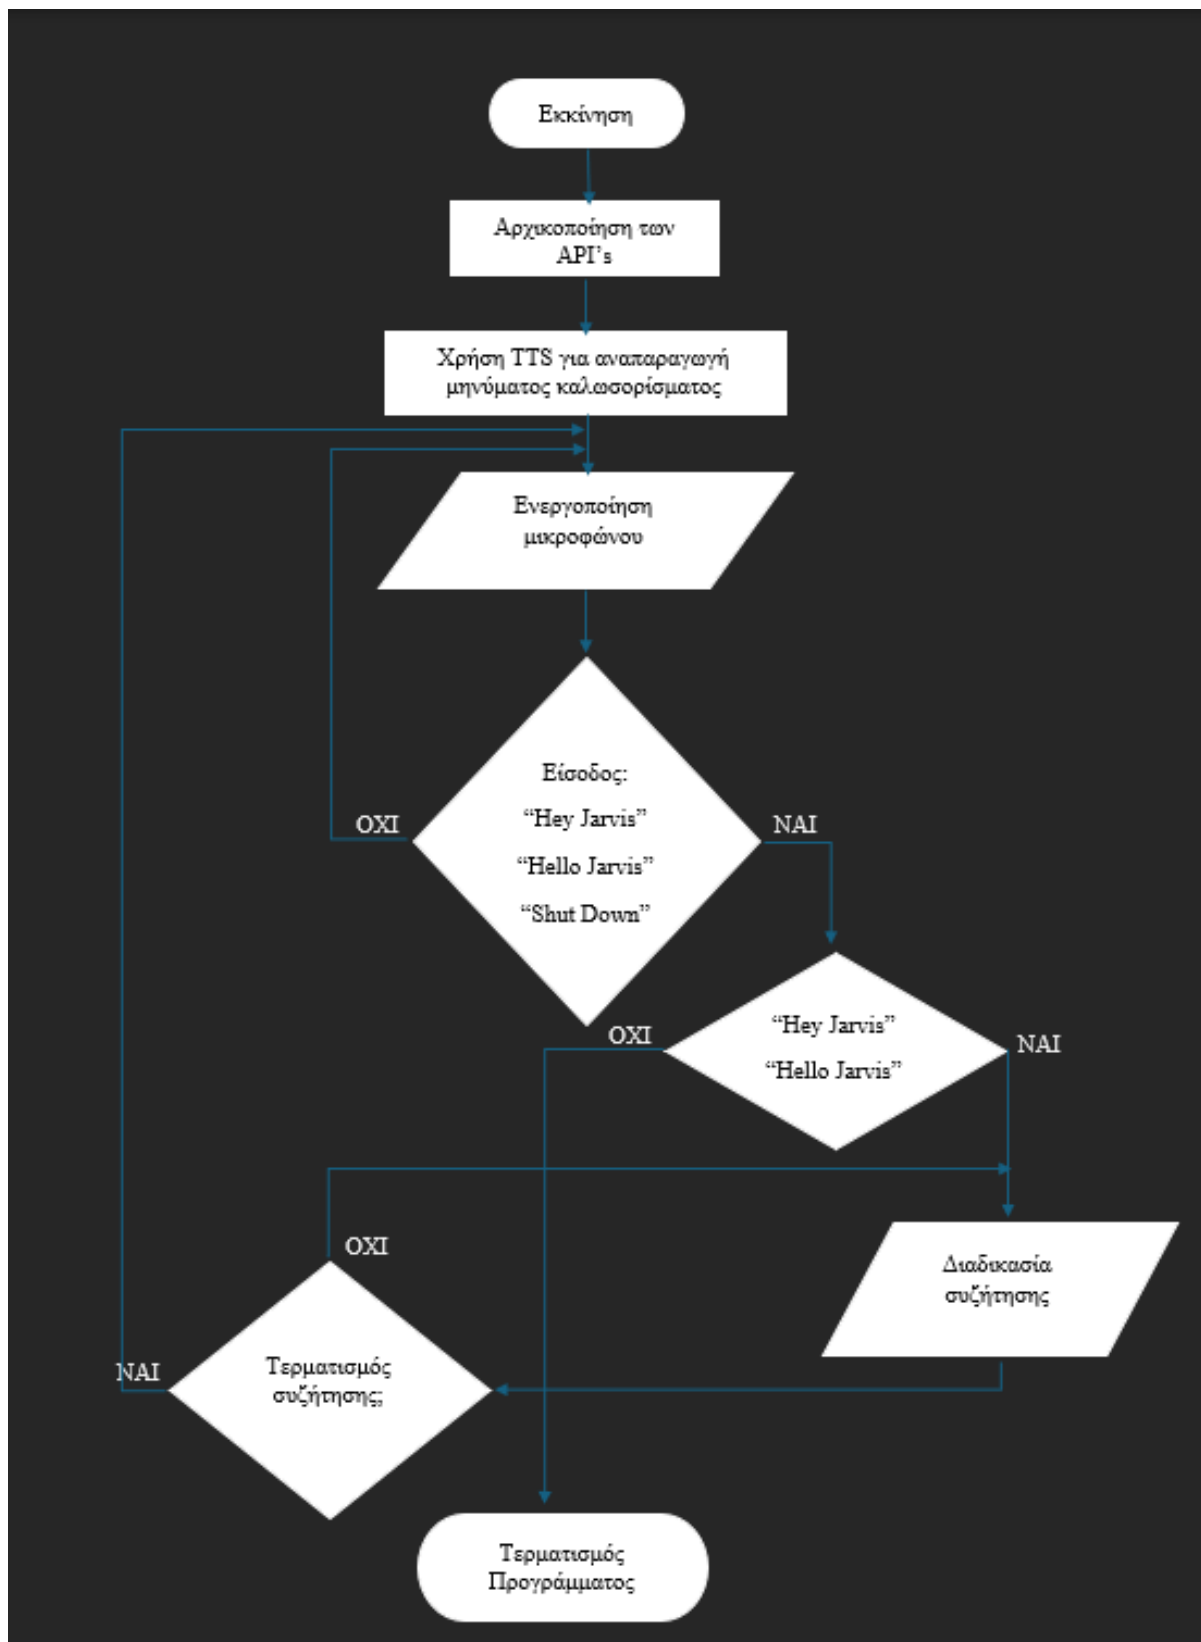 Εκκίνηση
Αρχικοποίηση των
API’s
Χρήση TTS για αναπαραγωγή
μηνύματος καλωσορίσματος
Ενεργοποίηση
μικροφώνου
Είσοδος:
“Hey Jarvis”
“Hello Jarvis”
“Shut Down”
ΟΧΙ
ΝΑΙ
“Hey Jarvis”
“Hello Jarvis”
ΟΧΙ
ΝΑΙ
Διαδικασία
συζήτησης
ΟΧΙ
Τερματισμός
συζήτησης;
ΝΑΙ
Τερματισμός
Προγράμματος